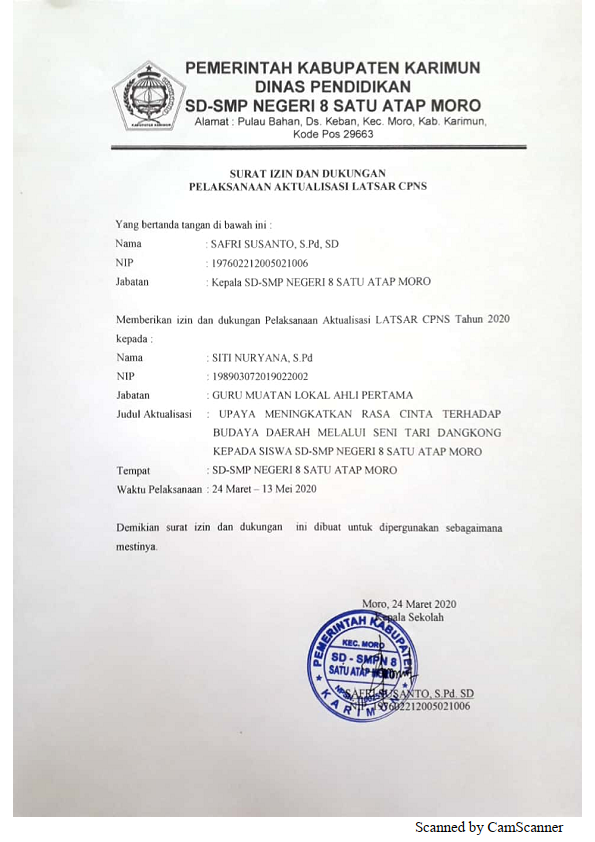 PEMERINTAH KABUPATEN KARIMUN
DINAS PENDIDIKAN
SD-SMP NEGERI 8 SATU ATAP MORO
Alamat : Pulau Bahan, Ds. Keban, Kec. Moro, Kab. Karimun,
Kode Pos 29663
KABUPATEN KARIMUN
SURAT IZIN DAN DUKUNGAN
PELAKSANAAN AKTUALISASI LATSAR CPNS
Yang bertanda tangan di bawah ini :
Nama : SAFRI SUSANTO, S.Pd, SD
NIP : 197602212005021006
Jabatan : Kepala SD-SMP NEGERI 8 SATU ATAP MORO
Memberikan izin dan dukungan Pelaksanaan Aktualisasi LATSAR CPNS Tahun 2020
kepada :
Nama : SITI NURYANA, S.Pd
NIP : 198903072019022002
Jabatan : GURU MUATAN LOKAL AHLI PERTAMA
Judul Aktualisasi : UPAYA MENINGKATKAN RASA CINTA TERHADAP
BUDAYA DAERAH MELALUI SENI TARI DANGKONG
KEPADA SISWA SD-SMP NEGERI 8 SATU ATAP MORO
Tempat : SD-SMP NEGERI 8 SATU ATAP MORO
Waktu Pelaksanaan : 24 Maret – 13 Mei 2020
Demikian surat izin dan dukungan ini dibuat untuk dipergunakan sebagaimana
mestinya.
Moro, 24 Maret 2020
Kepala Sekolah
PEMERINTAH KABUPATEN
KEC. MORO
SD - SMPN 8
SATU ATAP
KARIMUN
SAFRI SUSANTO, S.Pd. SD
197602212005021006
Scanned by CamScanner